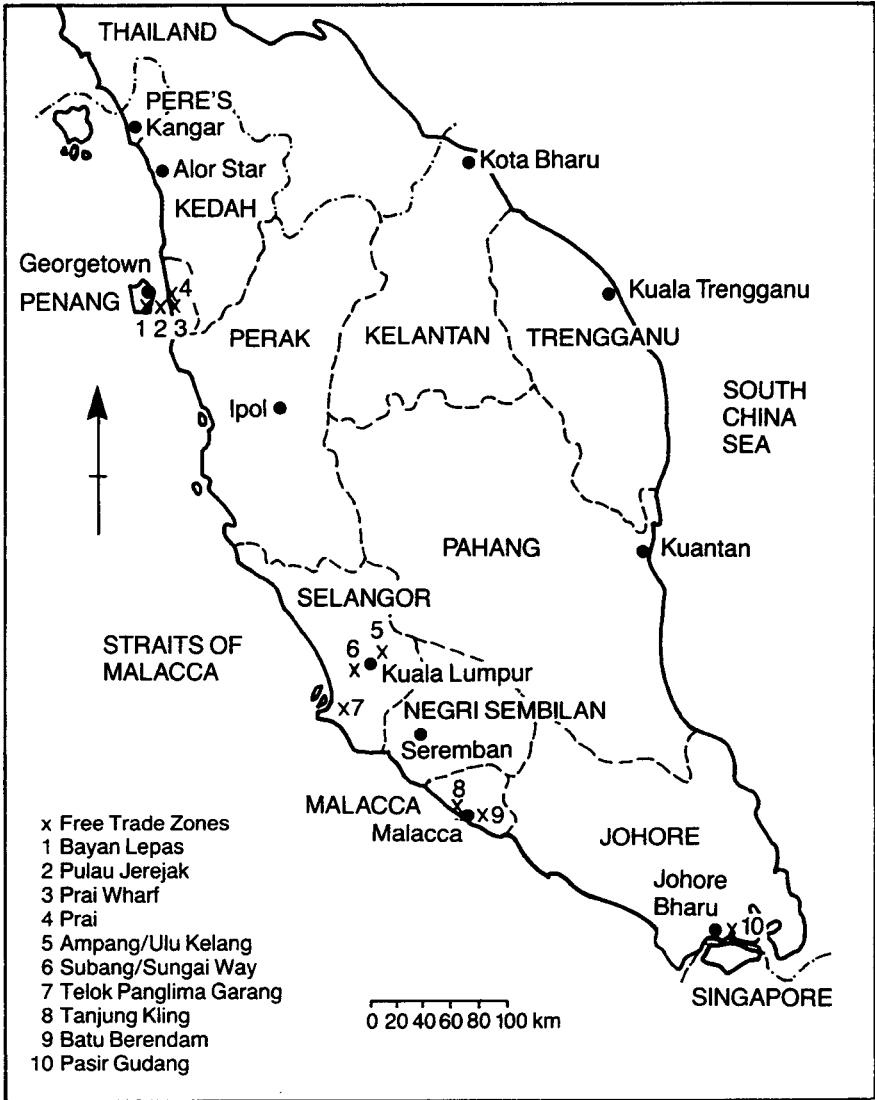 THAILAND
PERE'S
Kangar
Alor Star
KEDAH
Kota Bharu
Georgetown
PENANG
4
1 2 3
Kuala Trengganu
PERAK
KELANTAN
TRENGGANU
Ipol
SOUTH
CHINA
SEA
PAHANG
Kuantan
SELANGOR
STRAITS OF
MALACCA
5
6
Kuala Lumpur
x7
NEGRI SEMBILAN
Seremban
8
MALACCA
x9
Malacca
JOHORE
Johore
Bharu
x10
SINGAPORE
x Free Trade Zones
1 Bayan Lepas
2 Pulau Jerejak
3 Prai Wharf
4 Prai
5 Ampang/Ulu Kelang
6 Subang/Sungai Way
7 Telok Panglima Garang
8 Tanjung Kling
9 Batu Berendam
10 Pasir Gudang
0 20 40 60 80 100 km